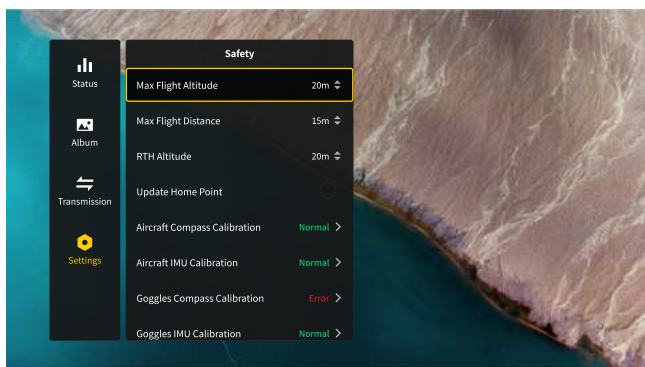 Safety
Status
Max Flight Altitude 20m
Max Flight Distance 15m
Album
RTH Altitude 20m
Update Home Point
Transmission
Aircraft Compass Calibration Normal
Settings
Aircraft IMU Calibration Normal
Goggles Compass Calibration Error
Goggles IMU Calibration Normal